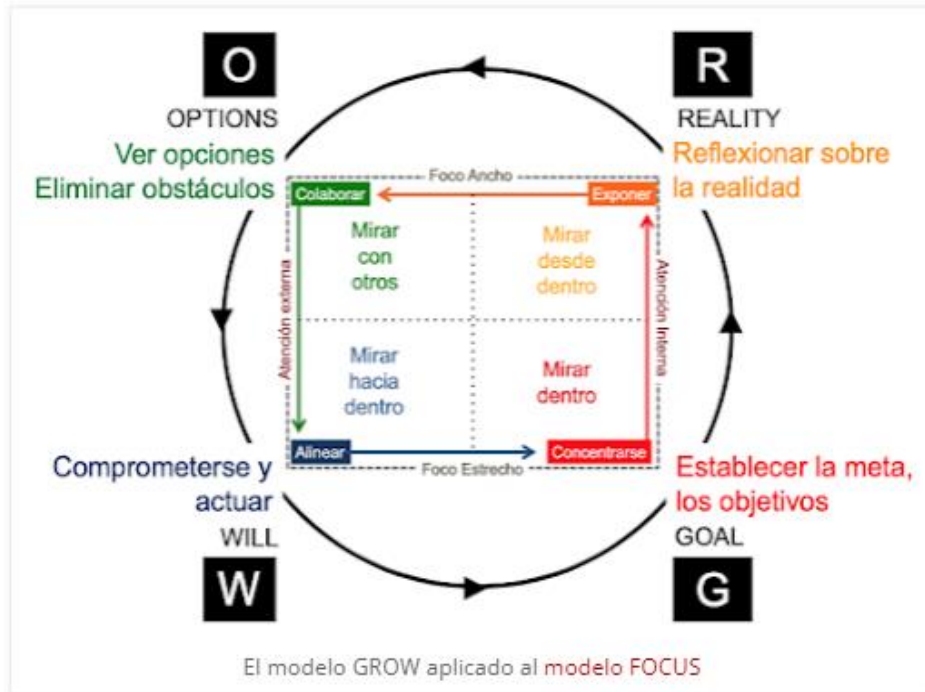 O
OPTIONS
Ver opciones
Eliminar obstáculos
R
REALITY
Reflexionar sobre
la realidad
Foco Ancho
Colaborar
Exponer
Mirar
con
otros
Mirar
desde
dentro
Atención externa
Atención Interna
Mirar
hacia
dentro
Mirar
dentro
Alinear
Concentrarse
Foco Estrecho
Comprometerse y
actuar
WILL
W
Establecer la meta,
los objetivos
GOAL
G
El modelo GROW aplicado al modelo FOCUS